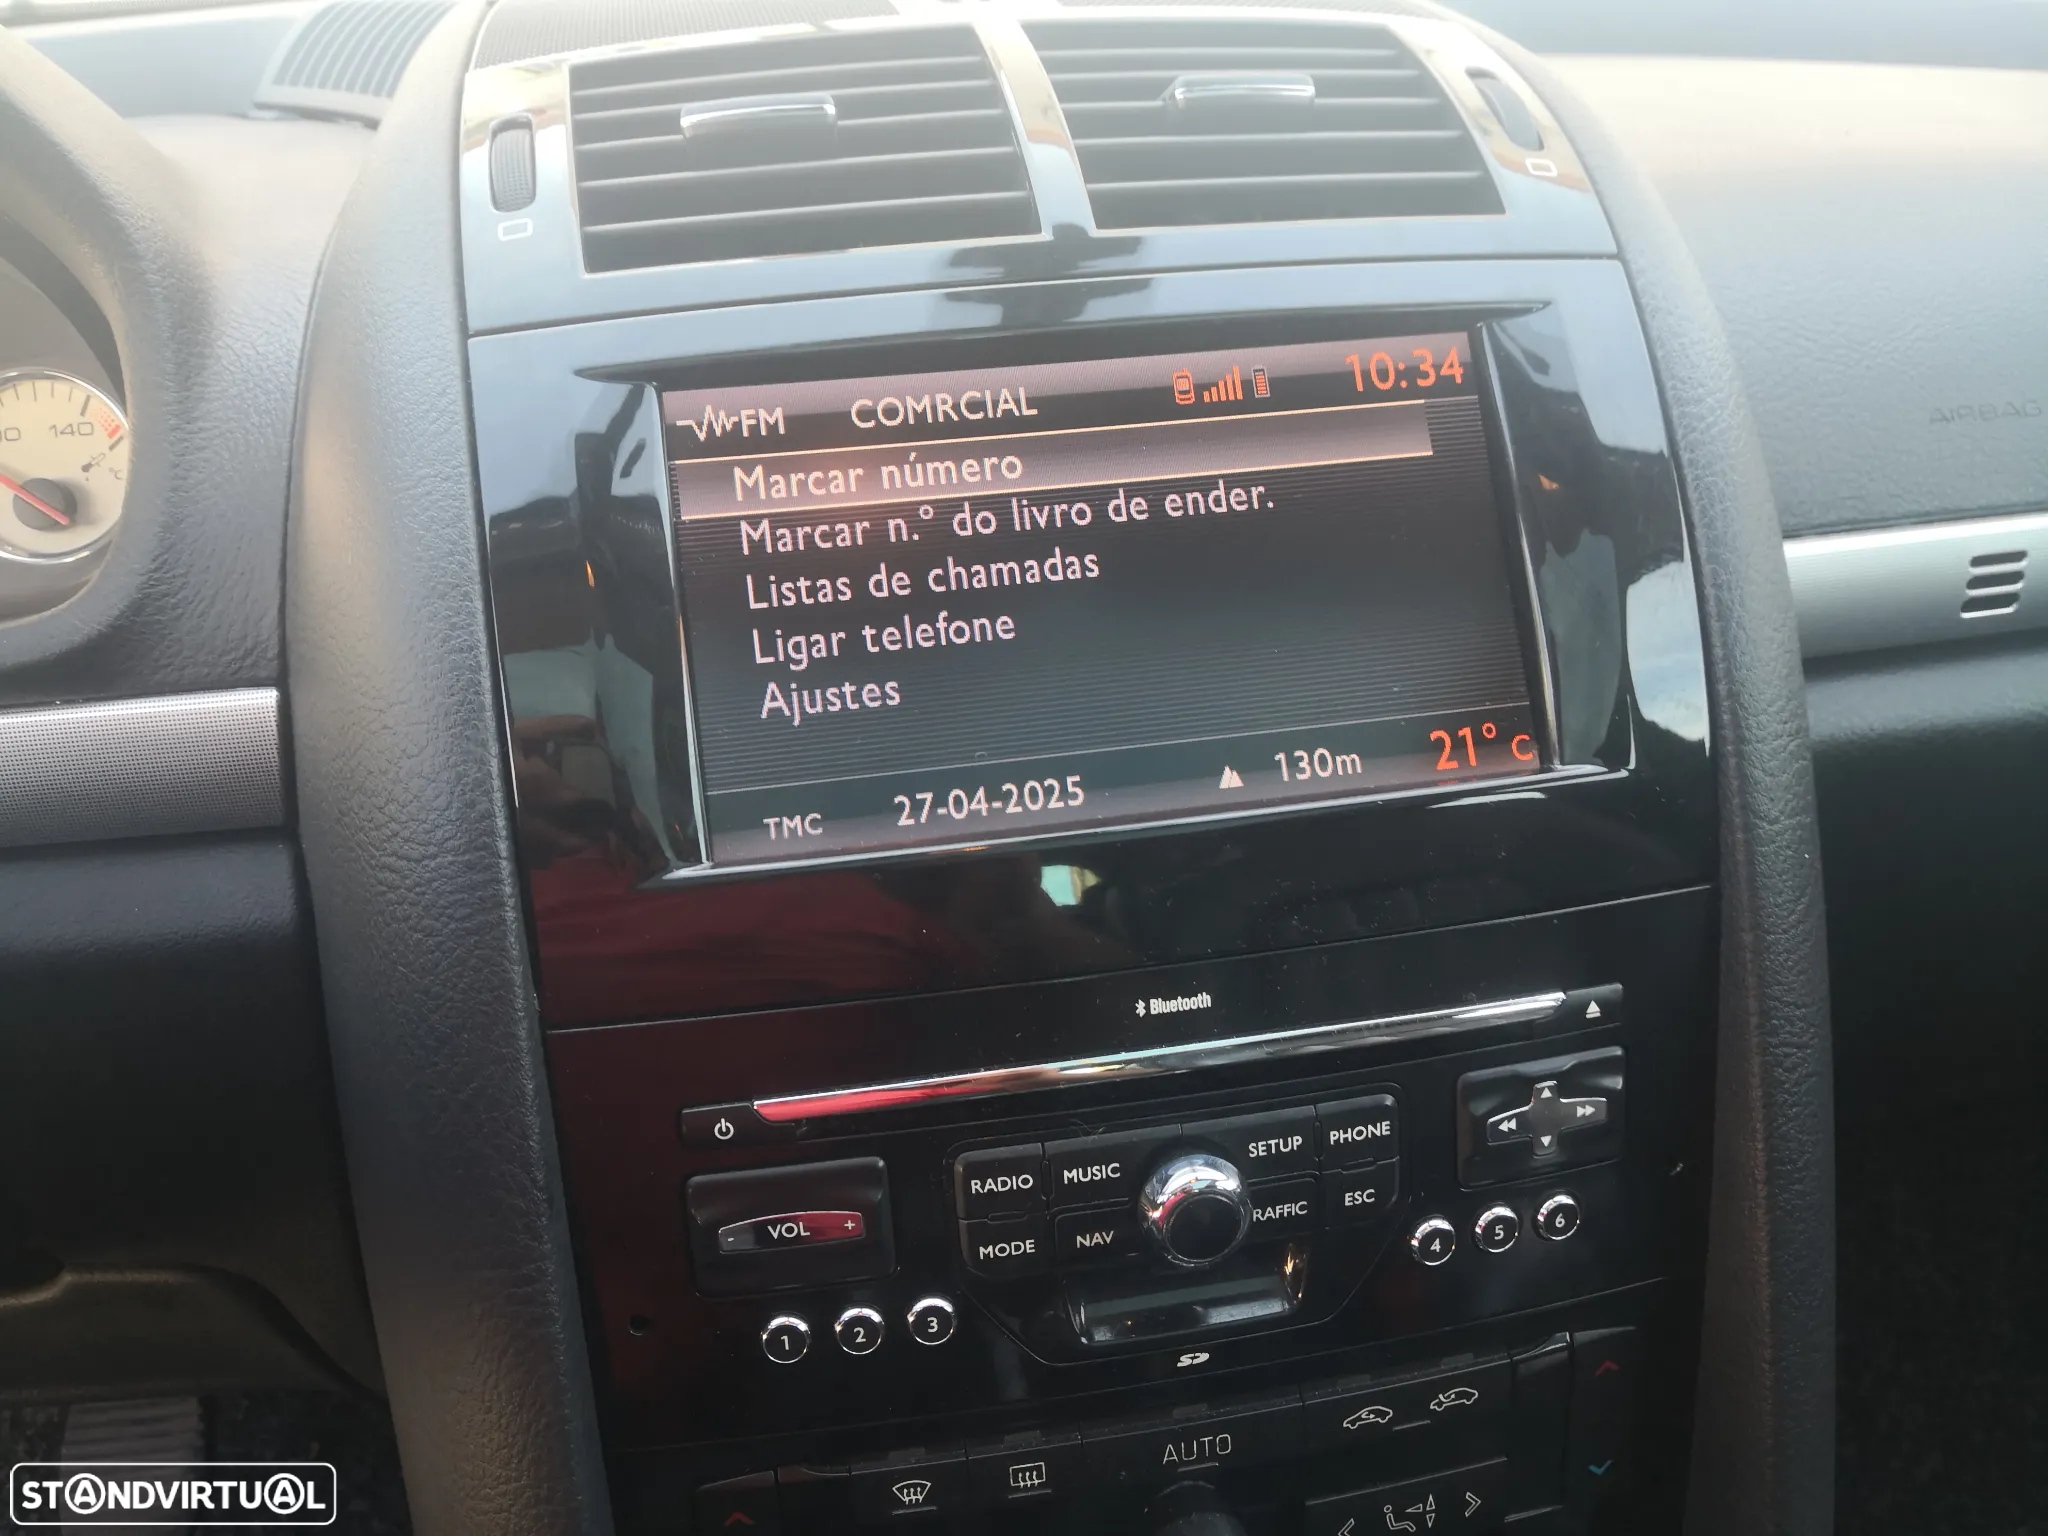 FM COMRCIAL 10:34
Marcar número
Marcar n.º do livro de ender.
Listas de chamadas
Ligar telefone
Ajustes
TMC 27-04-2025 130m 21° C
140
°C
AIRBAG
Bluetooth
RADIO MUSIC SETUP PHONE
MODE NAV RAFFIC ESC
- VOL +
1 2 3 4 5 6
SD
AUTO
STANDVIRTUAL